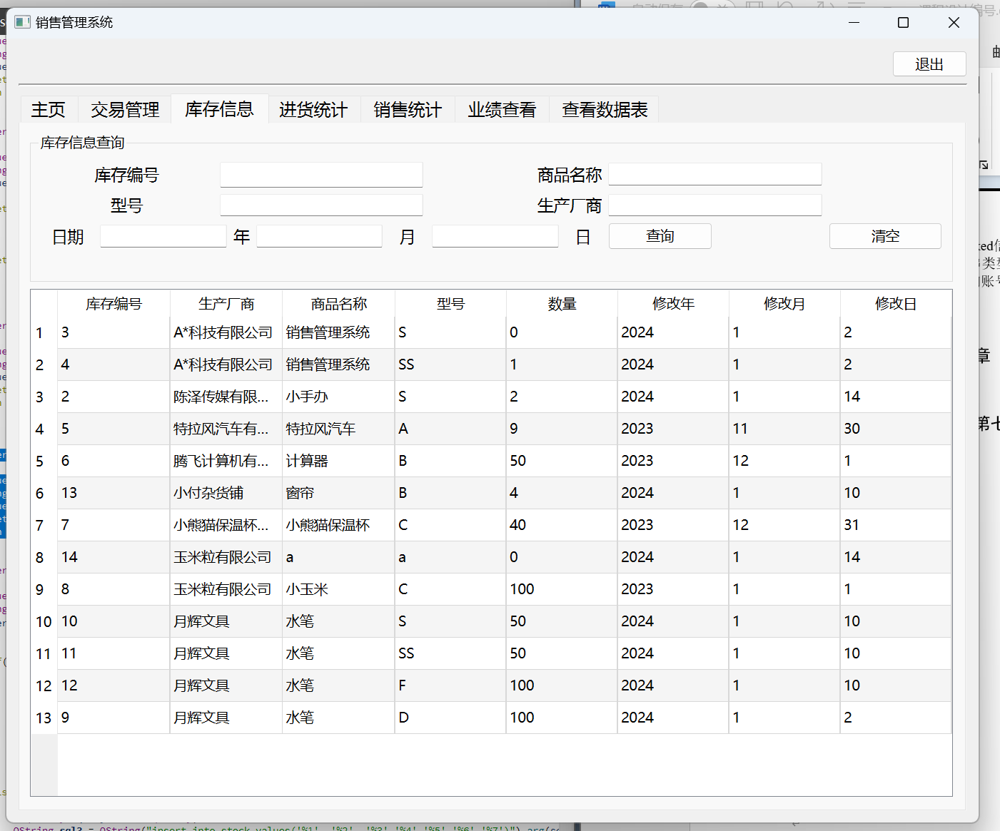 销售管理系统
退出
主页 交易管理 库存信息 进货统计 销售统计 业绩查看 查看数据表
库存信息查询
库存编号 商品名称
型号 生产厂商
日期 年 月 日 查询 清空
库存编号 生产厂商 商品名称 型号 数量 修改年 修改月 修改日
1 3 A*科技有限公司 销售管理系统 S 0 2024 1 2
2 4 A*科技有限公司 销售管理系统 SS 1 2024 1 2
3 2 陈泽传媒有限... 小手办 S 2 2024 1 14
4 5 特拉风汽车有... 特拉风汽车 A 9 2023 11 30
5 6 腾飞计算机有... 计算器 B 50 2023 12 1
6 13 小付杂货铺 窗帘 B 4 2024 1 10
7 7 小熊猫保温杯... 小熊猫保温杯 C 40 2023 12 31
8 14 玉米粒有限公司 a a 0 2024 1 14
9 8 玉米粒有限公司 小玉米 C 100 2023 1 1
10 10 月辉文具 水笔 S 50 2024 1 10
11 11 月辉文具 水笔 SS 50 2024 1 10
12 12 月辉文具 水笔 F 100 2024 1 10
13 9 月辉文具 水笔 D 100 2024 1 2